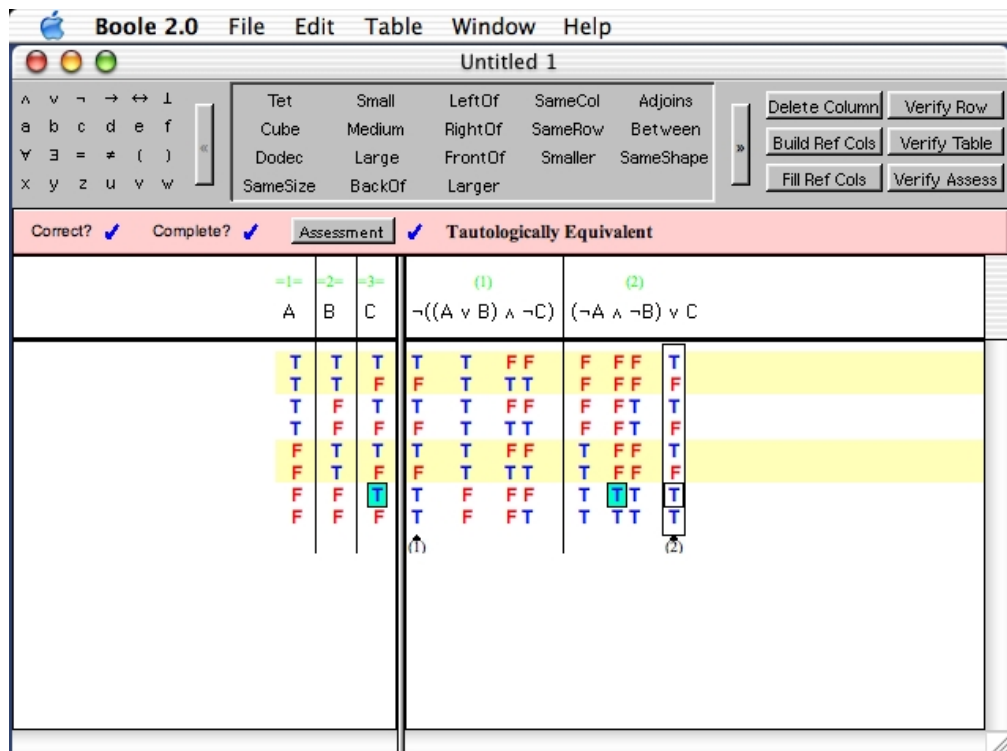 Boole 2.0 File Edit Table Window Help
Untitled 1
∧ ∨ ¬ → ↔ ⊥ Tet Small LeftOf SameCol Adjoins Delete Column Verify Row
a b c d e f « Cube Medium RightOf SameRow Between » Build Ref Cols Verify Table
∀ ∃ = ≠ ( ) Dodec Large FrontOf Smaller SameShape Fill Ref Cols Verify Assess
x y z u v w SameSize BackOf Larger
Correct? ✓ Complete? ✓ Assessment ✓ Tautologically Equivalent
=1= =2= =3= (1) (2)
A B C ¬((A ∨ B) ∧ ¬C) (¬A ∧ ¬B) ∨ C
T T T T T F F F F F T
T T F F T T T F F F F
T F T T T F F F F T T
T F F F T T T F F T F
F T T T T F F T F F T
F T F F T T T T F F F
F F T T F F F T T T T
F F F T F F T T T T T
(1) (2)